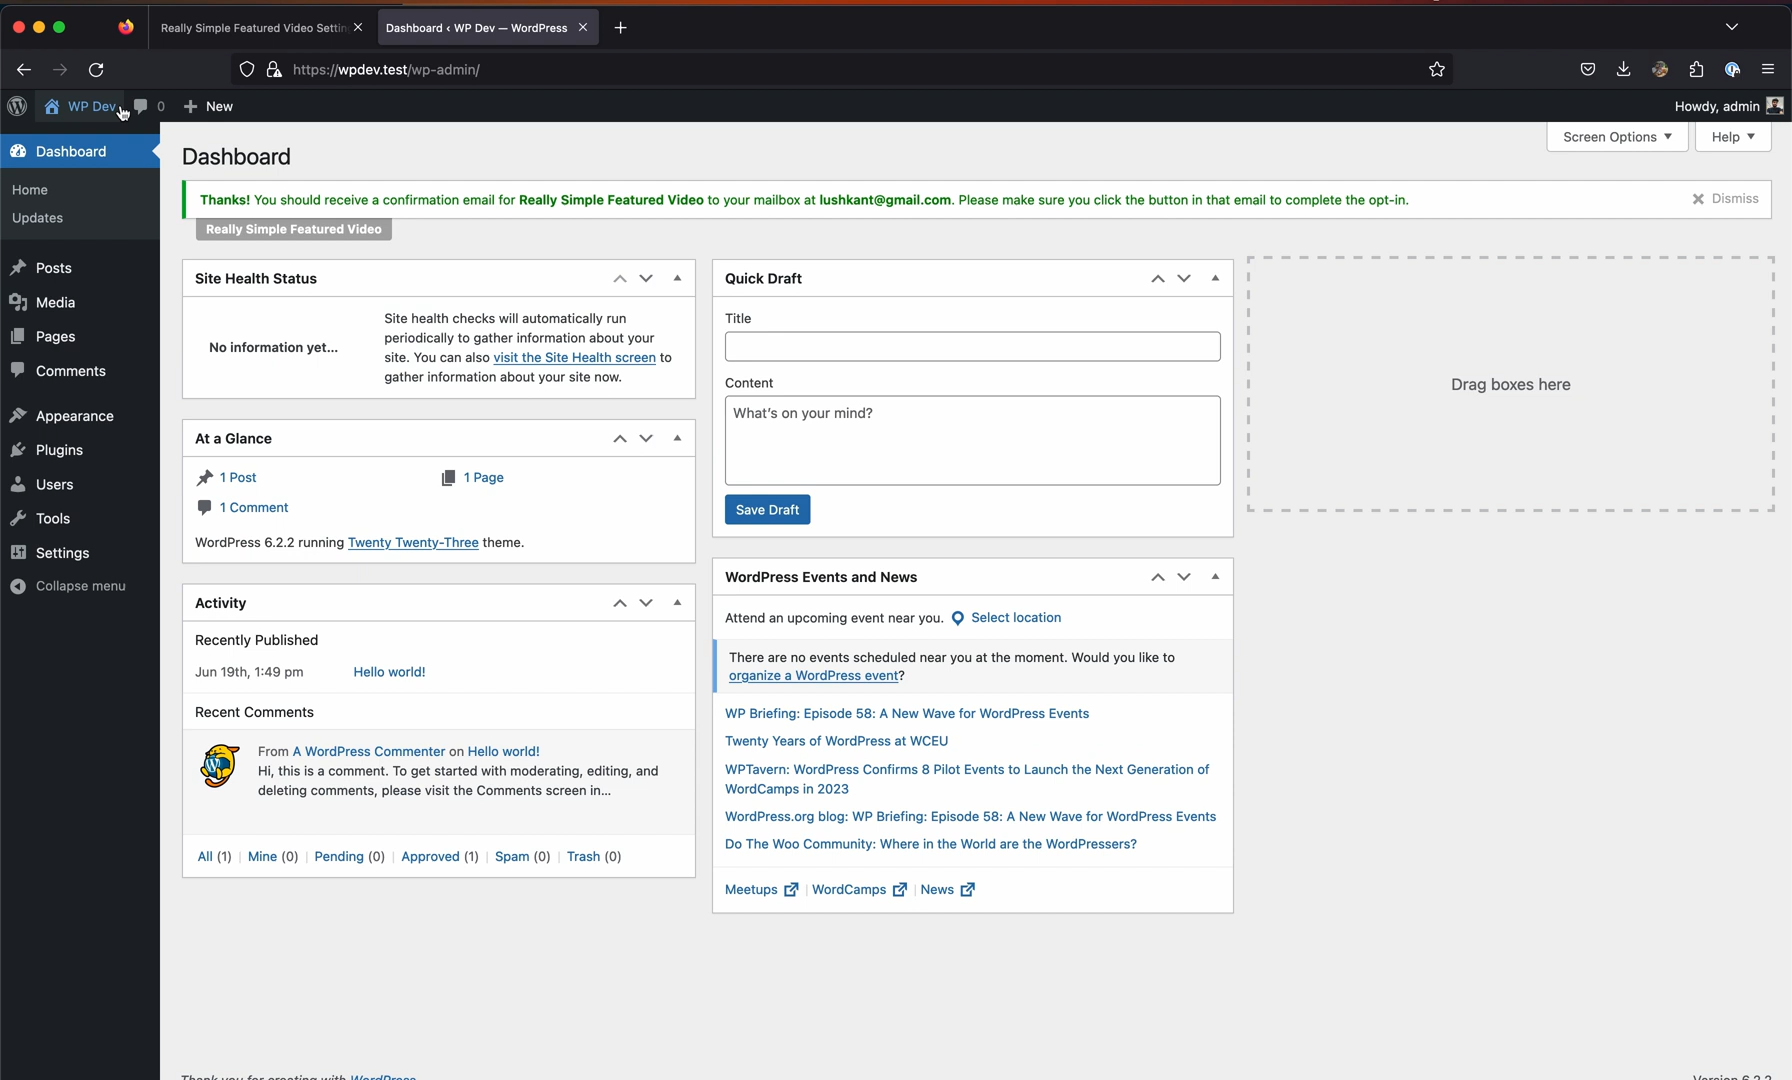 Really Simple Featured Video Settin
Dashboard ‹ WP Dev — WordPress
https://wpdev.test/wp-admin/
WP Dev
0
New
Howdy, admin
Dashboard
Home
Updates
Posts
Media
Pages
Comments
Appearance
Plugins
Users
Tools
Settings
Collapse menu
Screen Options
Help
Dashboard
Thanks! You should receive a confirmation email for Really Simple Featured Video to your mailbox at lushkant@gmail.com. Please make sure you click the button in that email to complete the opt-in.
Dismiss
Really Simple Featured Video
Site Health Status
No information yet...
Site health checks will automatically run
periodically to gather information about your
site. You can also visit the Site Health screen to
gather information about your site now.
At a Glance
1 Post
1 Page
1 Comment
WordPress 6.2.2 running Twenty Twenty-Three theme.
Activity
Recently Published
Jun 19th, 1:49 pm
Hello world!
Recent Comments
From A WordPress Commenter on Hello world!
Hi, this is a comment. To get started with moderating, editing, and
deleting comments, please visit the Comments screen in...
All (1) | Mine (0) | Pending (0) | Approved (1) | Spam (0) | Trash (0)
Quick Draft
Title
Content
What's on your mind?
Save Draft
WordPress Events and News
Attend an upcoming event near you. Select location
There are no events scheduled near you at the moment. Would you like to
organize a WordPress event?
WP Briefing: Episode 58: A New Wave for WordPress Events
Twenty Years of WordPress at WCEU
WPTavern: WordPress Confirms 8 Pilot Events to Launch the Next Generation of
WordCamps in 2023
WordPress.org blog: WP Briefing: Episode 58: A New Wave for WordPress Events
Do The Woo Community: Where in the World are the WordPressers?
Meetups | WordCamps | News
Drag boxes here
Thank you for creating with WordPress
Version 6.2.2